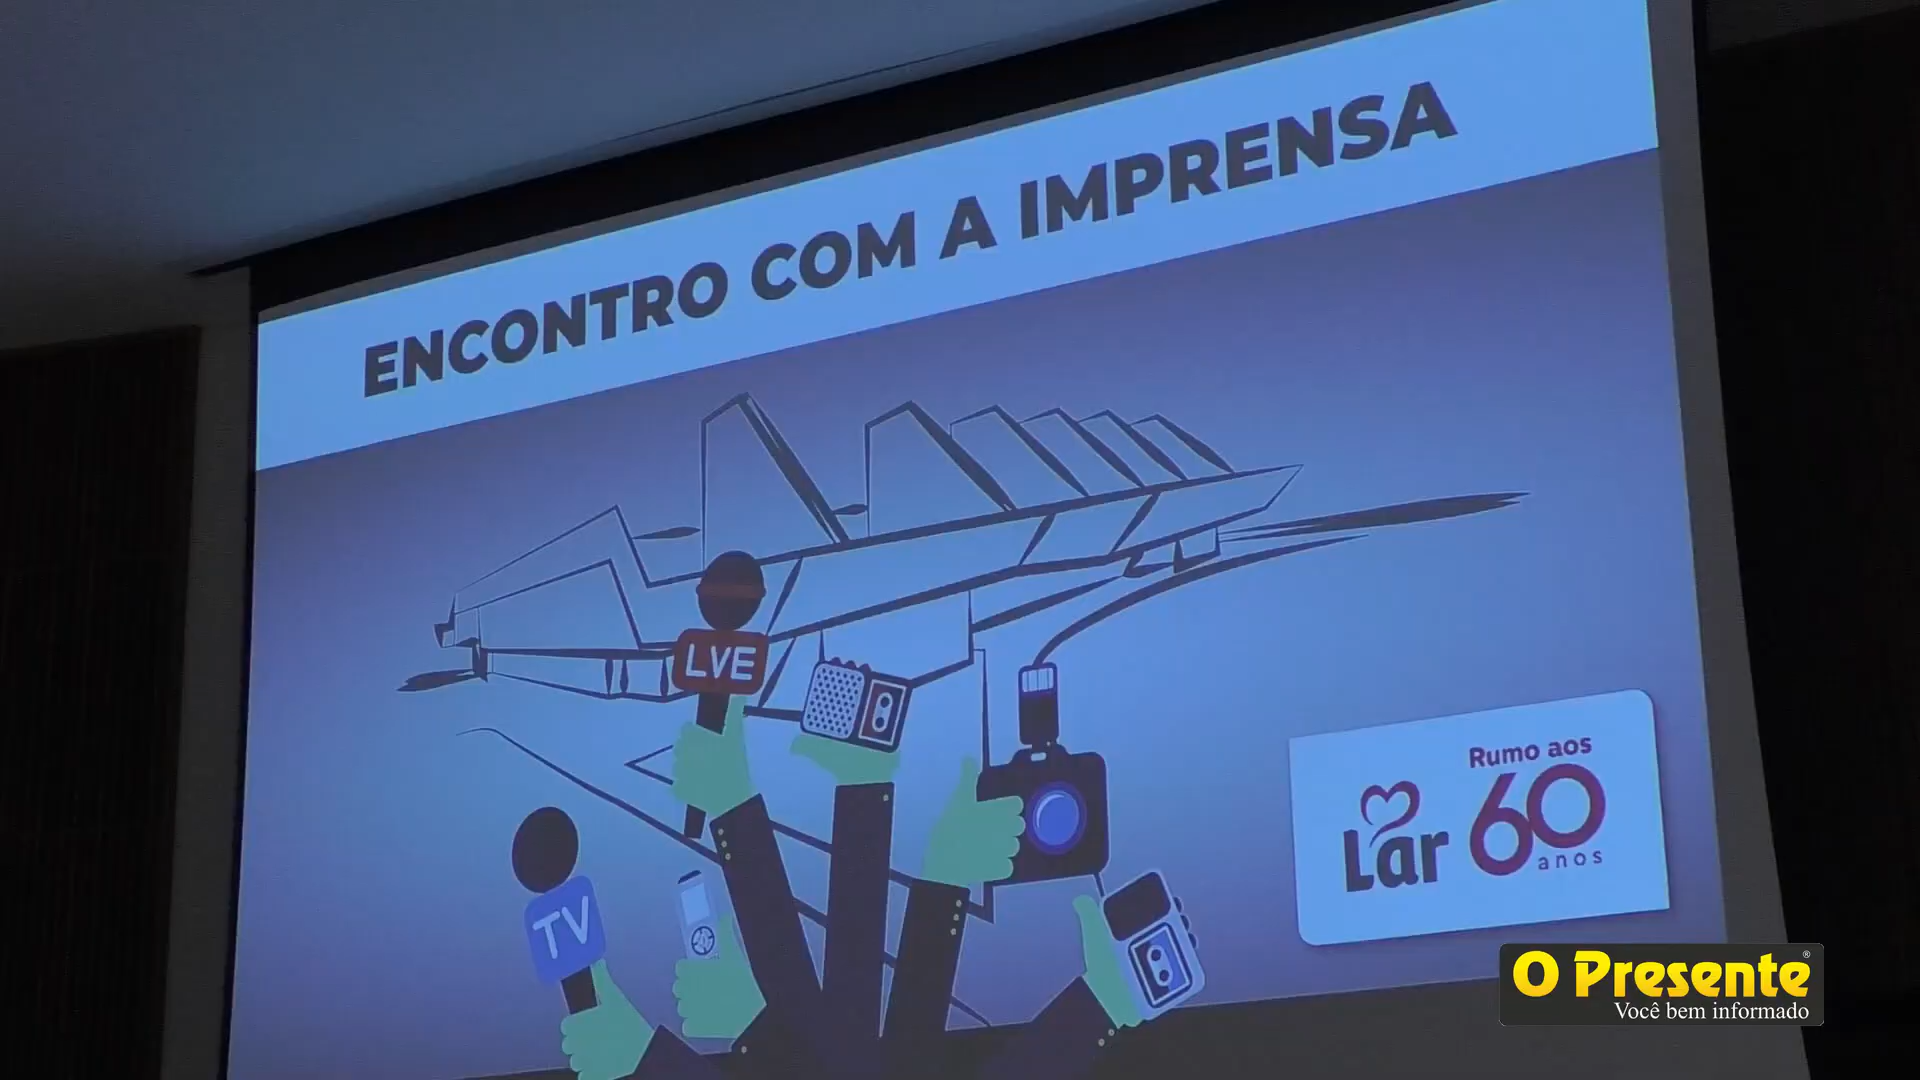 ENCONTRO COM A IMPRENSA
LVE
TV
Rumo aos
Lar
60
anos
O Presente®
Você bem informado